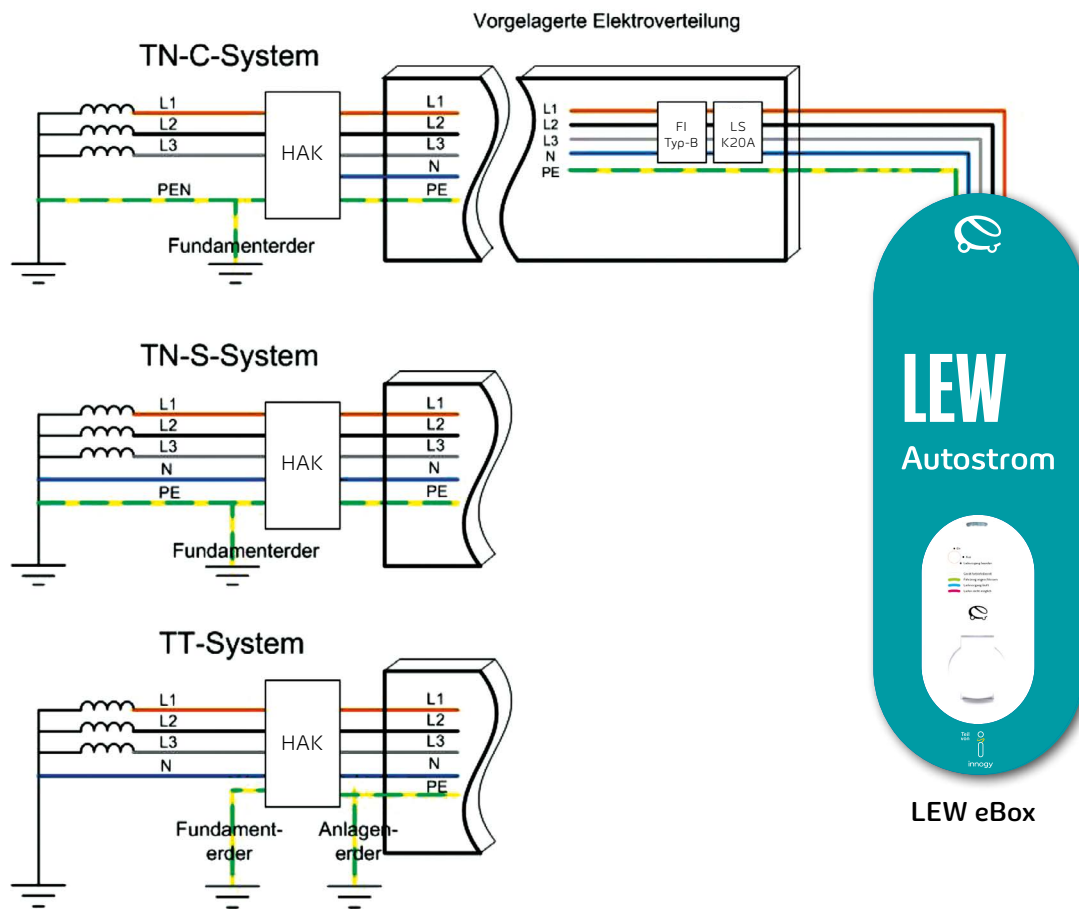 Vorgelagerte Elektroverteilung
TN-C-System
L1
L2
L3
PEN
HAK
Fundamenterder
L1
L2
L3
N
PE
L1
L2
L3
N
PE
FI
Typ-B
LS
K20A
TN-S-System
L1
L2
L3
N
PE
HAK
Fundamenterder
L1
L2
L3
N
PE
TT-System
L1
L2
L3
N
HAK
Fundament-
erder
Anlagen-
erder
L1
L2
L3
N
PE
LEW
Autostrom
innogy
LEW eBox